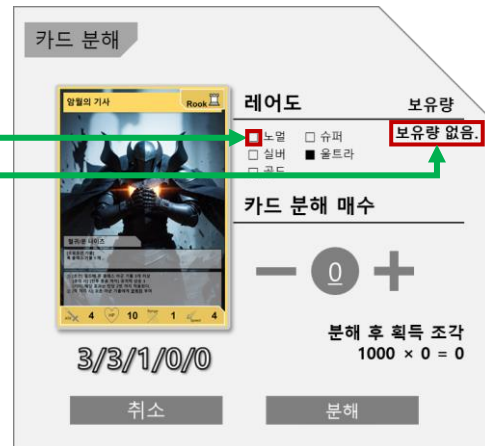 카드 분해
암월의 기사
Rook
레어도
보유량
□ 노멀 □ 슈퍼
보유량 없음.
□ 실버 ■ 울트라
□ 골드
카드 분해 매수
0
4 10 1 4
3/3/1/0/0
분해 후 획득 조각
1000 × 0 = 0
취소
분해